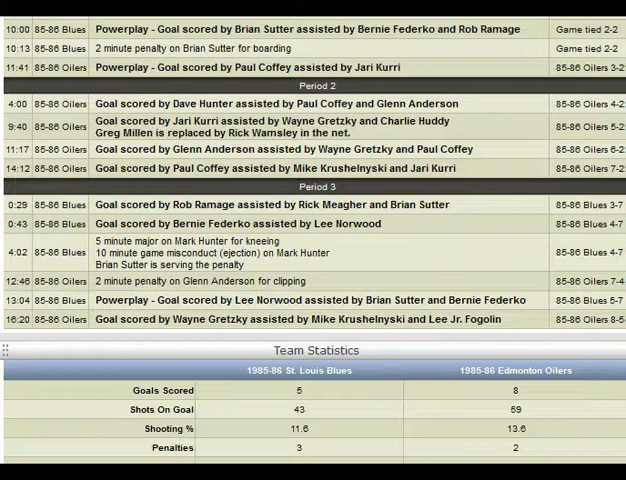 10:00 85-86 Blues Powerplay - Goal scored by Brian Sutter assisted by Bernie Federko and Rob Ramage Game tied 2-2
10:13 85-86 Blues 2 minute penalty on Brian Sutter for boarding Game tied 2-2
11:41 85-86 Oilers Powerplay - Goal scored by Paul Coffey assisted by Jari Kurri 85-86 Oilers 3-2
Period 2
4:00 85-86 Oilers Goal scored by Dave Hunter assisted by Paul Coffey and Glenn Anderson 85-86 Oilers 4-2
9:40 85-86 Oilers Goal scored by Jari Kurri assisted by Wayne Gretzky and Charlie Huddy 85-86 Oilers 5-2
Greg Millen is replaced by Rick Wamsley in the net.
11:17 85-86 Oilers Goal scored by Glenn Anderson assisted by Wayne Gretzky and Paul Coffey 85-86 Oilers 6-2
14:12 85-86 Oilers Goal scored by Paul Coffey assisted by Mike Krushelnyski and Jari Kurri 85-86 Oilers 7-2
Period 3
0:29 85-86 Blues Goal scored by Rob Ramage assisted by Rick Meagher and Brian Sutter 85-86 Blues 3-7
0:43 85-86 Blues Goal scored by Bernie Federko assisted by Lee Norwood 85-86 Blues 4-7
5 minute major on Mark Hunter for kneeing
4:02 85-86 Blues 10 minute game misconduct (ejection) on Mark Hunter 85-86 Blues 4-7
Brian Sutter is serving the penalty
12:46 85-86 Oilers 2 minute penalty on Glenn Anderson for clipping 85-86 Oilers 7-4
13:04 85-86 Blues Powerplay - Goal scored by Lee Norwood assisted by Brian Sutter and Bernie Federko 85-86 Blues 5-7
16:20 85-86 Oilers Goal scored by Wayne Gretzky assisted by Mike Krushelnyski and Lee Jr. Fogolin 85-86 Oilers 8-5
Team Statistics
1985-86 St. Louis Blues 1985-86 Edmonton Oilers
Goals Scored 5 8
Shots On Goal 43 59
Shooting % 11.6 13.6
Penalties 3 2